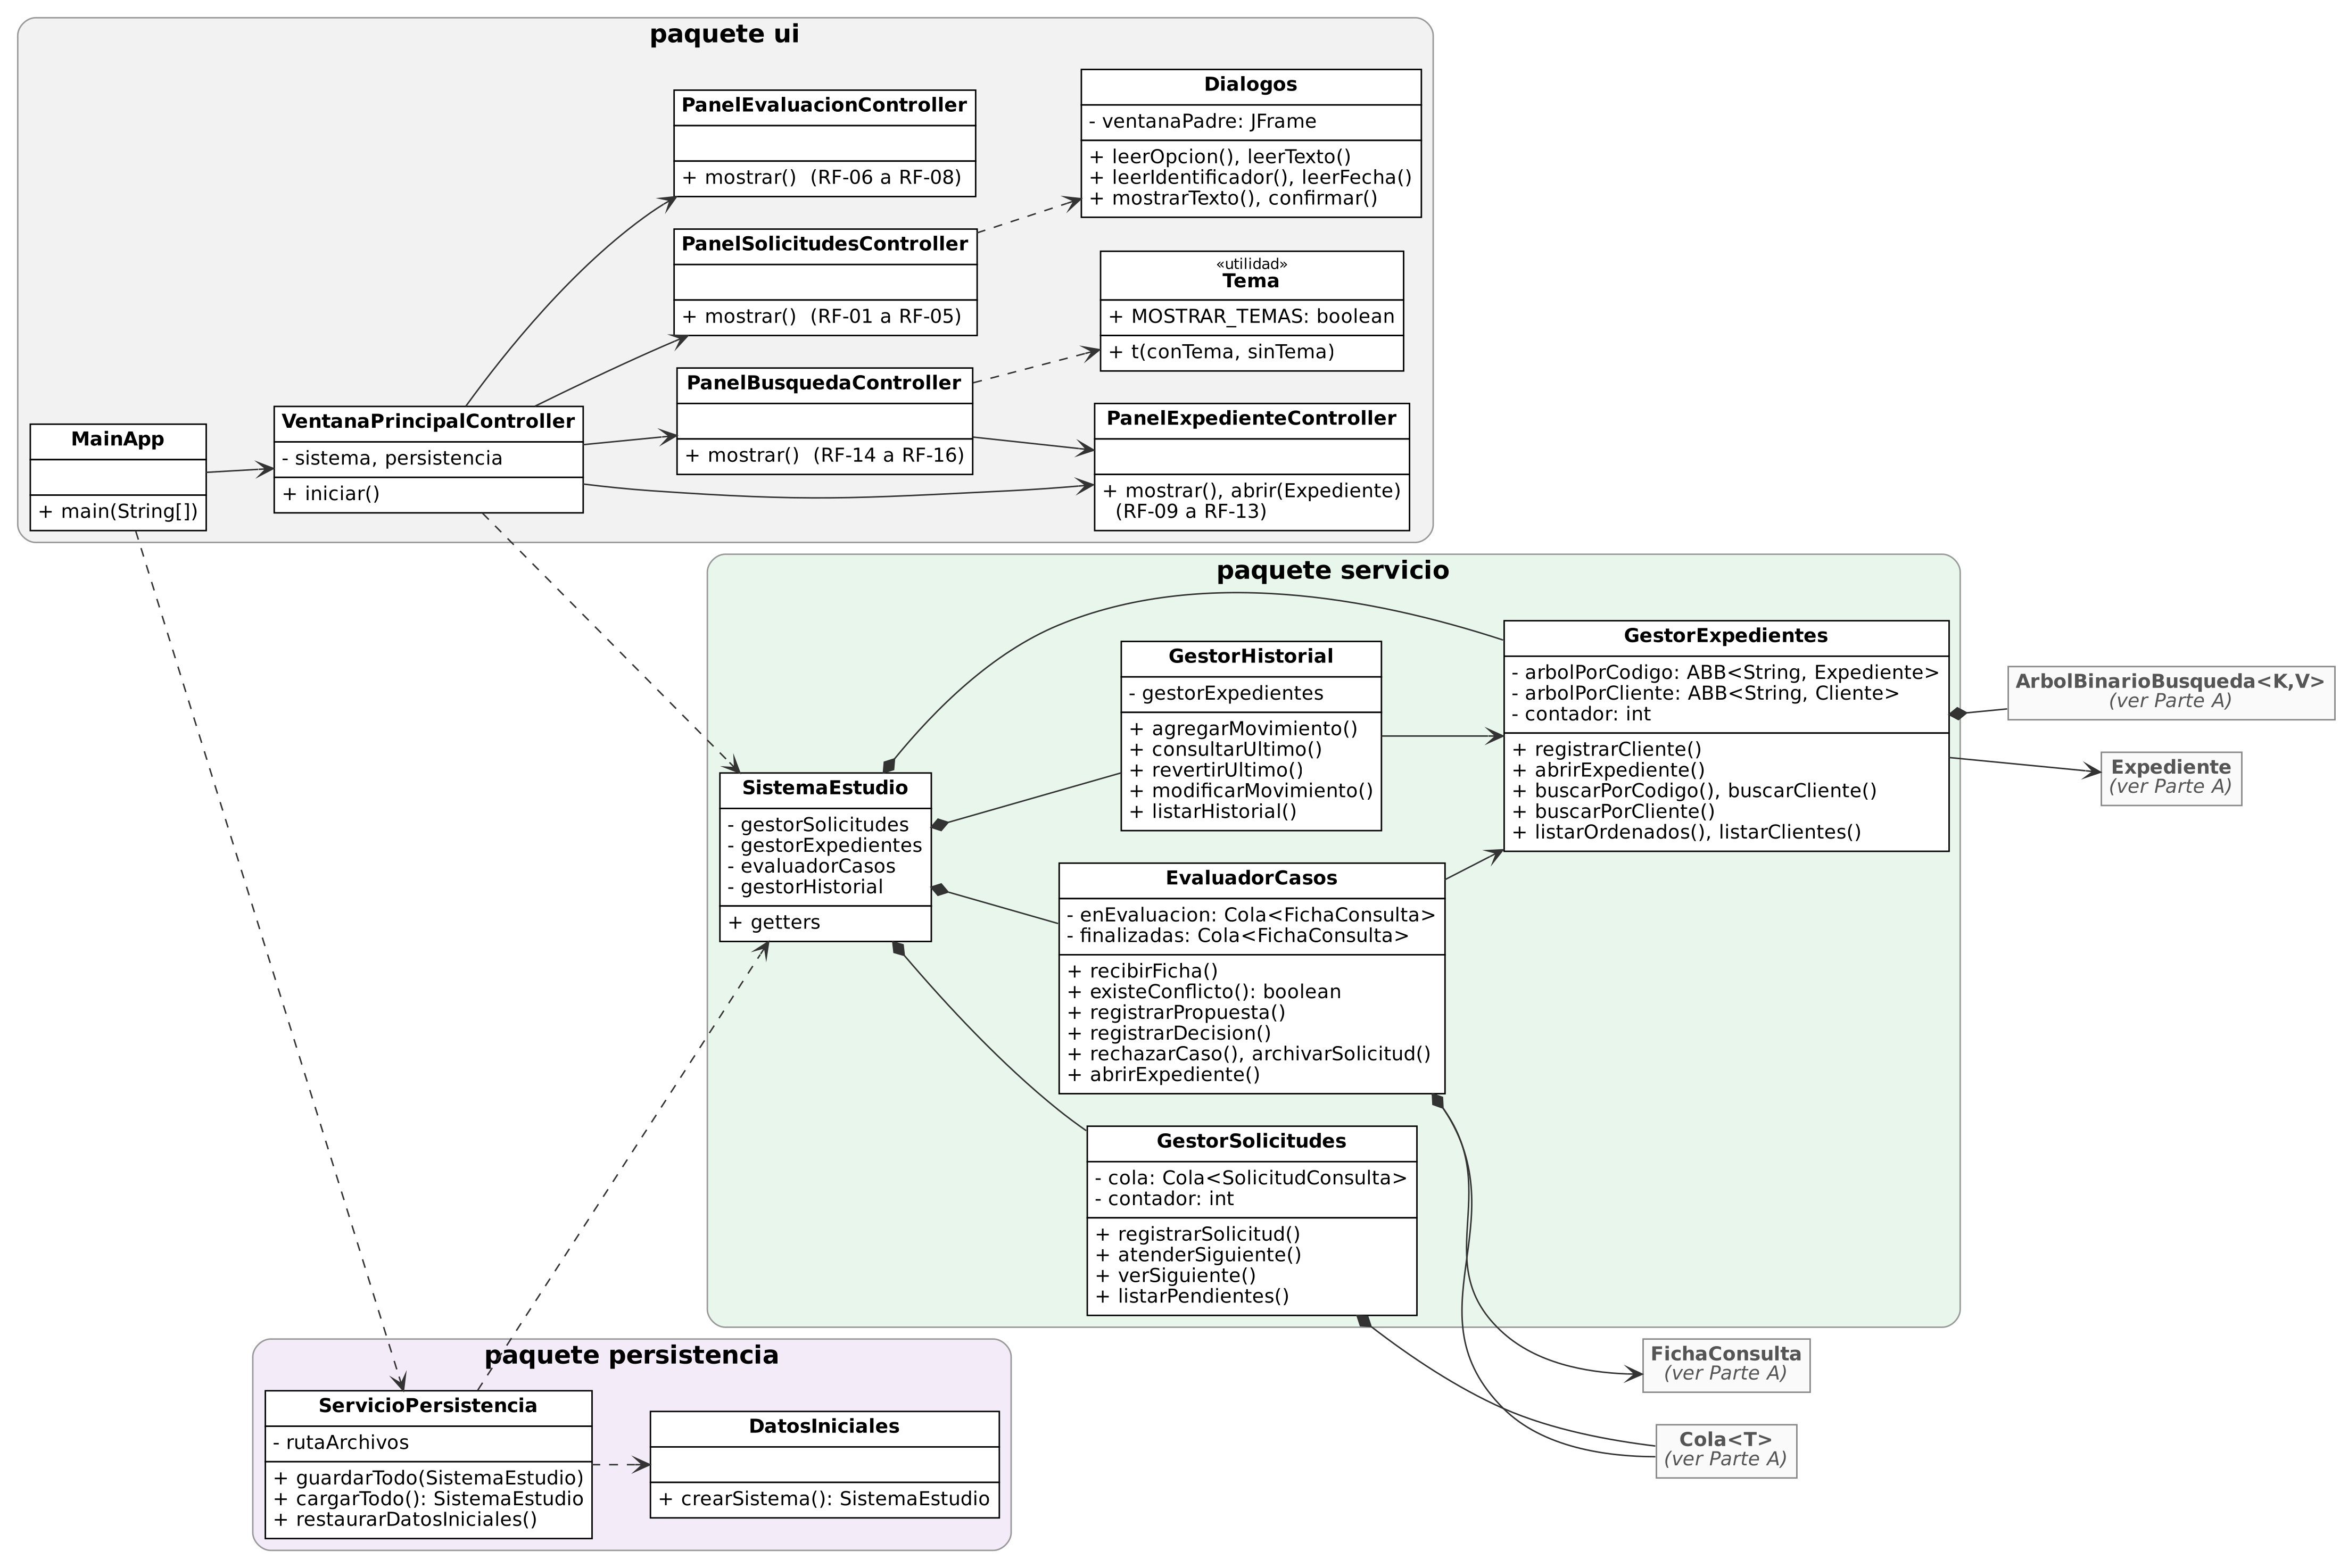 paquete ui
PanelEvaluacionController
+ mostrar()  (RF-06 a RF-08)
Dialogos
- ventanaPadre: JFrame
+ leerOpcion(), leerTexto()
+ leerIdentificador(), leerFecha()
+ mostrarTexto(), confirmar()
PanelSolicitudesController
+ mostrar()  (RF-01 a RF-05)
«utilidad»
Tema
+ MOSTRAR_TEMAS: boolean
+ t(conTema, sinTema)
PanelBusquedaController
+ mostrar()  (RF-14 a RF-16)
PanelExpedienteController
+ mostrar(), abrir(Expediente)
(RF-09 a RF-13)
MainApp
+ main(String[])
VentanaPrincipalController
- sistema, persistencia
+ iniciar()
paquete servicio
GestorHistorial
- gestorExpedientes
+ agregarMovimiento()
+ consultarUltimo()
+ revertirUltimo()
+ modificarMovimiento()
+ listarHistorial()
GestorExpedientes
- arbolPorCodigo: ABB<String, Expediente>
- arbolPorCliente: ABB<String, Cliente>
- contador: int
+ registrarCliente()
+ abrirExpediente()
+ buscarPorCodigo(), buscarCliente()
+ buscarPorCliente()
+ listarOrdenados(), listarClientes()
ArbolBinarioBusqueda<K,V>
(ver Parte A)
Expediente
(ver Parte A)
SistemaEstudio
- gestorSolicitudes
- gestorExpedientes
- evaluadorCasos
- gestorHistorial
+ getters
EvaluadorCasos
- enEvaluacion: Cola<FichaConsulta>
- finalizadas: Cola<FichaConsulta>
+ recibirFicha()
+ existeConflicto(): boolean
+ registrarPropuesta()
+ registrarDecision()
+ rechazarCaso(), archivarSolicitud()
+ abrirExpediente()
GestorSolicitudes
- cola: Cola<SolicitudConsulta>
- contador: int
+ registrarSolicitud()
+ atenderSiguiente()
+ verSiguiente()
+ listarPendientes()
FichaConsulta
(ver Parte A)
Cola<T>
(ver Parte A)
paquete persistencia
ServicioPersistencia
- rutaArchivos
+ guardarTodo(SistemaEstudio)
+ cargarTodo(): SistemaEstudio
+ restaurarDatosIniciales()
DatosIniciales
+ crearSistema(): SistemaEstudio